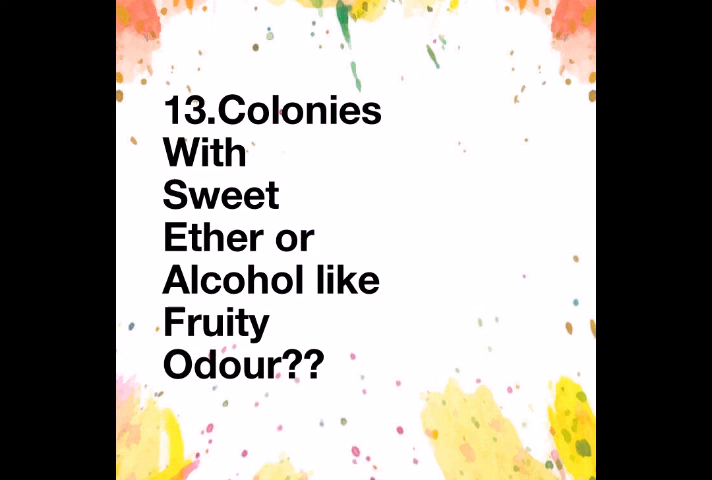 13.Colonies
With
Sweet
Ether or
Alcohol like
Fruity
Odour??